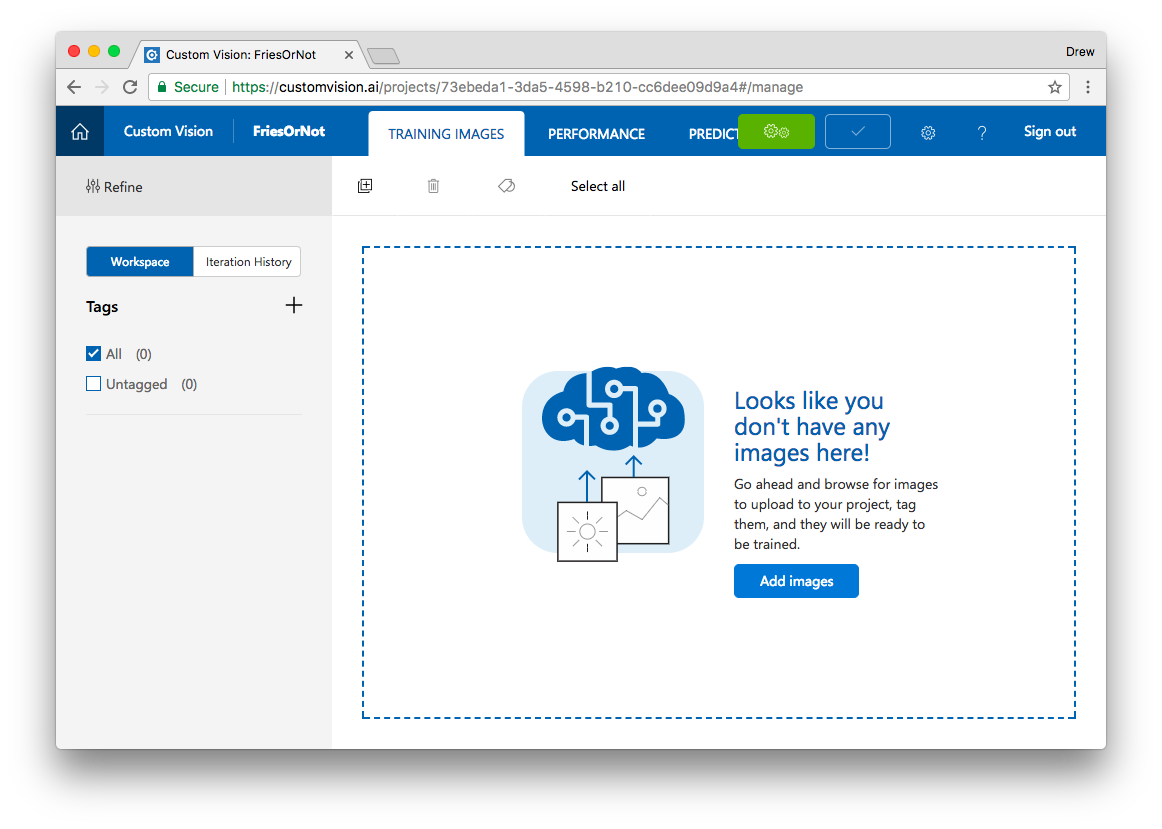 Custom Vision: FriesOrNot
Drew
Secure https://customvision.ai/projects/73ebeda1-3da5-4598-b210-cc6dee09d9a4#/manage
Custom Vision FriesOrNot TRAINING IMAGES PERFORMANCE PREDICT ? Sign out
Refine Select all
Workspace Iteration History
Tags
All (0)
Untagged (0)
Looks like you
don't have any
images here!
Go ahead and browse for images
to upload to your project, tag
them, and they will be ready to
be trained.
Add images